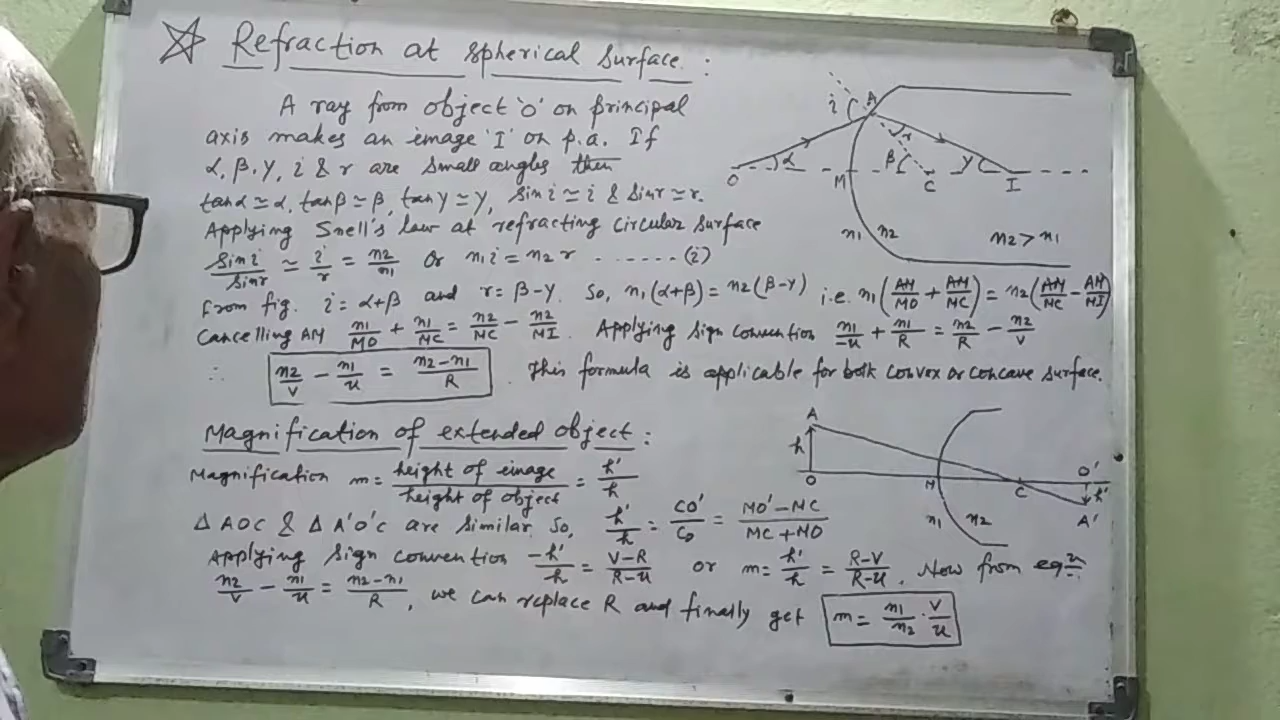 ☆ Refraction at spherical surface :
A ray from object 'O' on principal
axis makes an image 'I' on p.a. If
α, β, γ, i & r are small angles then
tanα ≃ α, tanβ ≃ β, tanγ ≃ γ, Sin i ≃ i & Sin r ≃ r.
Applying Snell's law at refracting circular surface
Sin i / Sin r ≃ i/r = n2/n1 or n1 i = n2 r ....... (i)
From fig. i = α+β and r = β-γ. So, n1(α+β) = n2(β-γ) i.e. n1(AM/MO + AM/MC) = n2(AM/MC - AM/MI)
Cancelling AM n1/MO + n1/MC = n2/MC - n2/MI. Applying Sign convention n1/-u + n1/R = n2/R - n2/v
∴ n2/v - n1/u = n2-n1/R. This formula is applicable for both convex or concave surface.
i A
r
α β γ
O M C I
n1 n2 n2 > n1
Magnification of extended object :
Magnification m = height of image / height of object = h'/h
Δ AOC & Δ A'O'C are similar. So, h'/h = CO'/CO = MO'-MC / MC+MO
Applying Sign convention -h'/h = V-R / R-u or m = h'/h = R-V / R-u. Now from eqn
n2/v - n1/u = n2-n1/R, we can replace R and finally get m = n1/n2 . v/u
A
h O'
O M C h'
A'
n1 n2